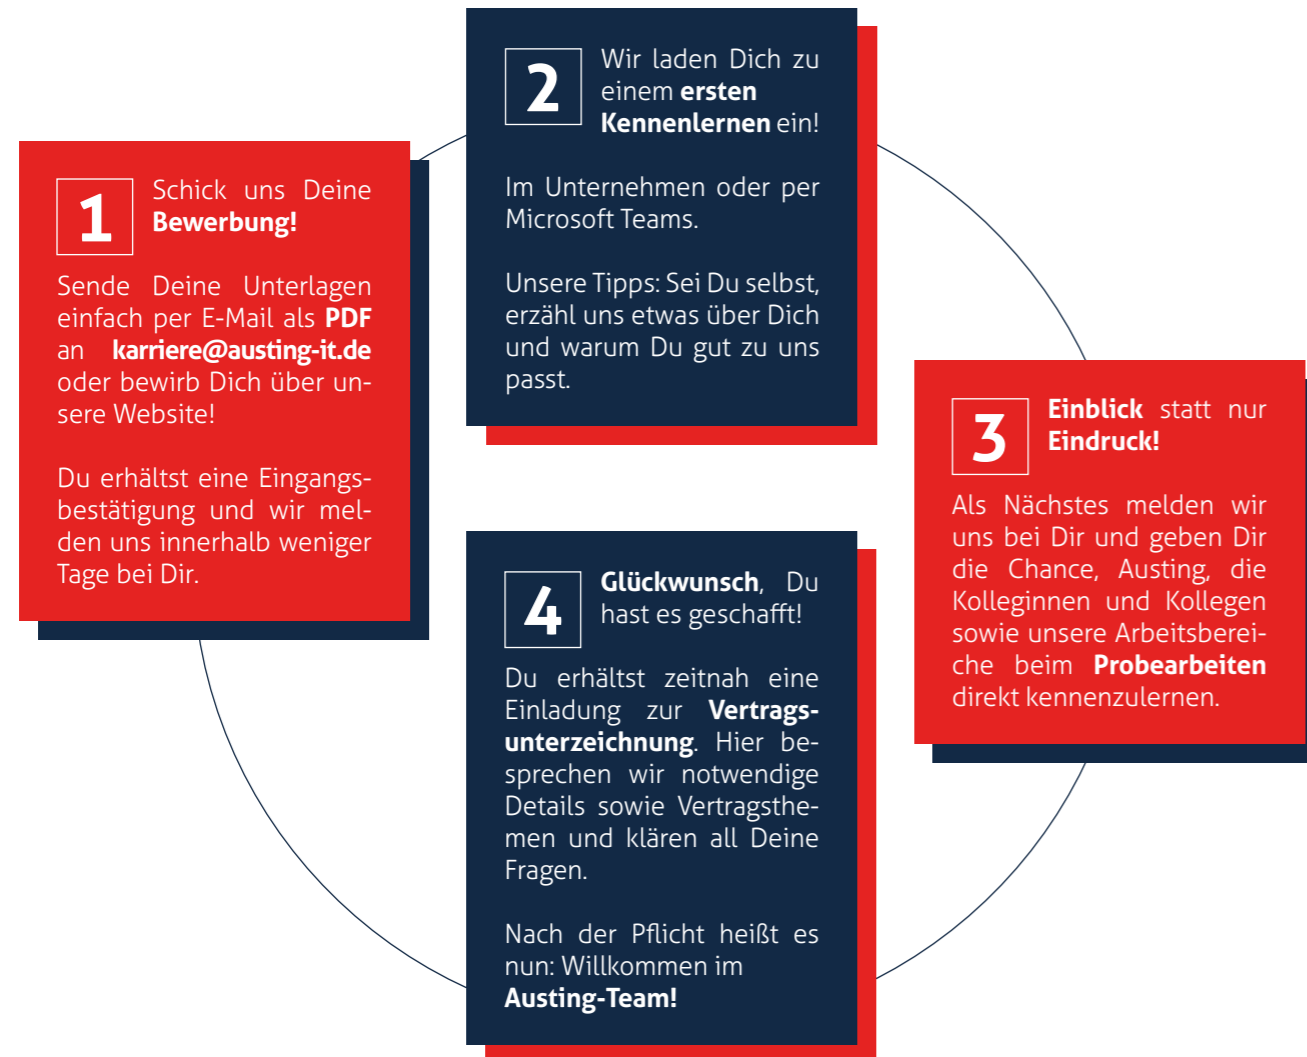 1
Schick uns Deine
Bewerbung!
Sende Deine Unterlagen
einfach per E-Mail als PDF
an karriere@austing-it.de
oder bewirb Dich über un-
sere Website!
Du erhältst eine Eingangs-
bestätigung und wir mel-
den uns innerhalb weniger
Tage bei Dir.
2
Wir laden Dich zu
einem ersten
Kennenlernen ein!
Im Unternehmen oder per
Microsoft Teams.
Unsere Tipps: Sei Du selbst,
erzähl uns etwas über Dich
und warum Du gut zu uns
passt.
3
Einblick statt nur
Eindruck!
Als Nächstes melden wir
uns bei Dir und geben Dir
die Chance, Austing, die
Kolleginnen und Kollegen
sowie unsere Arbeitsberei-
che beim Probearbeiten
direkt kennenzulernen.
4
Glückwunsch, Du
hast es geschafft!
Du erhältst zeitnah eine
Einladung zur Vertrags-
unterzeichnung. Hier be-
sprechen wir notwendige
Details sowie Vertragsthe-
men und klären all Deine
Fragen.
Nach der Pflicht heißt es
nun: Willkommen im
Austing-Team!